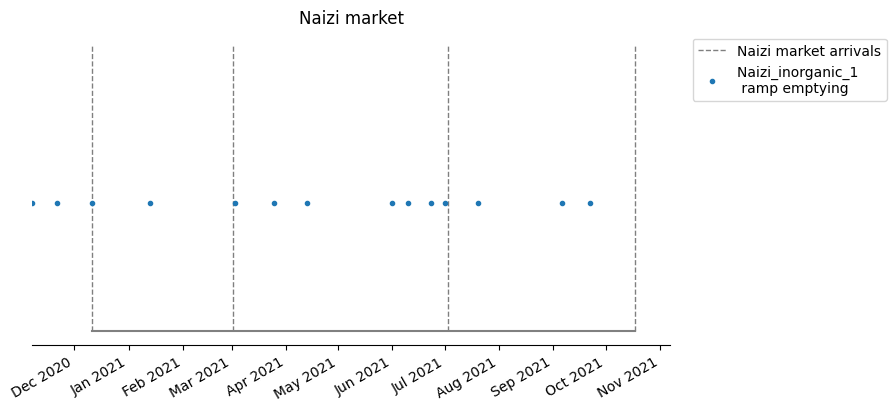 Naizi market
Naizi market arrivals
Naizi_inorganic_1
ramp emptying
Dec 2020
Jan 2021
Feb 2021
Mar 2021
Apr 2021
May 2021
Jun 2021
Jul 2021
Aug 2021
Sep 2021
Oct 2021
Nov 2021